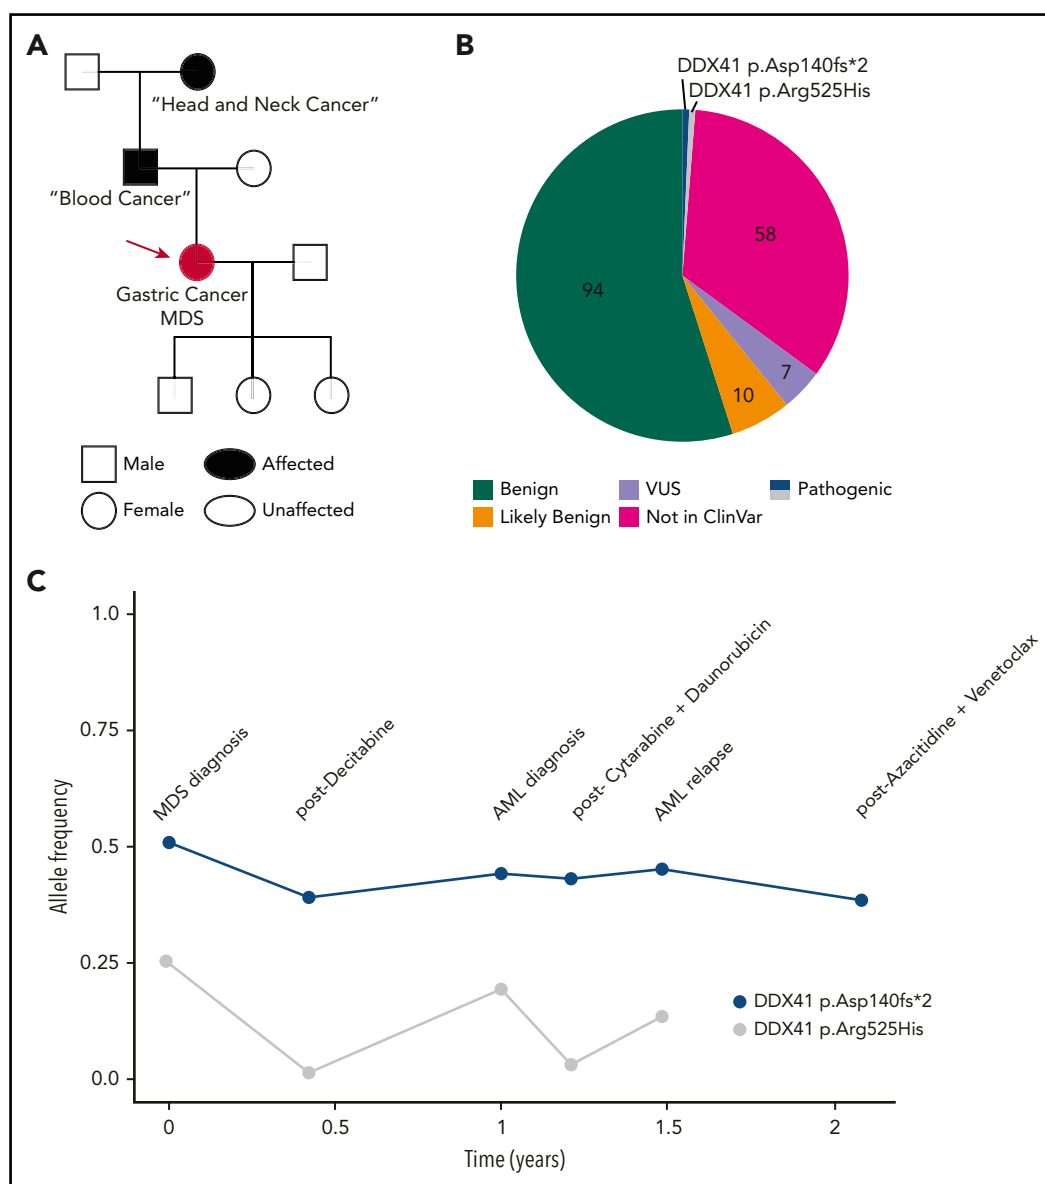 A
"Head and Neck Cancer"
"Blood Cancer"
Gastric Cancer
MDS
Male
Affected
Female
Unaffected
B
DDX41 p.Asp140fs*2
DDX41 p.Arg525His
58
94
7
10
Benign
VUS
Pathogenic
Likely Benign
Not in ClinVar
C
1.0
0.75
0.5
0.25
0.0
Allele frequency
MDS diagnosis
post-Decitabine
AML diagnosis
post- Cytarabine + Daunorubicin
AML relapse
post-Azacitidine + Venetoclax
DDX41 p.Asp140fs*2
DDX41 p.Arg525His
0
0.5
1
1.5
2
Time (years)